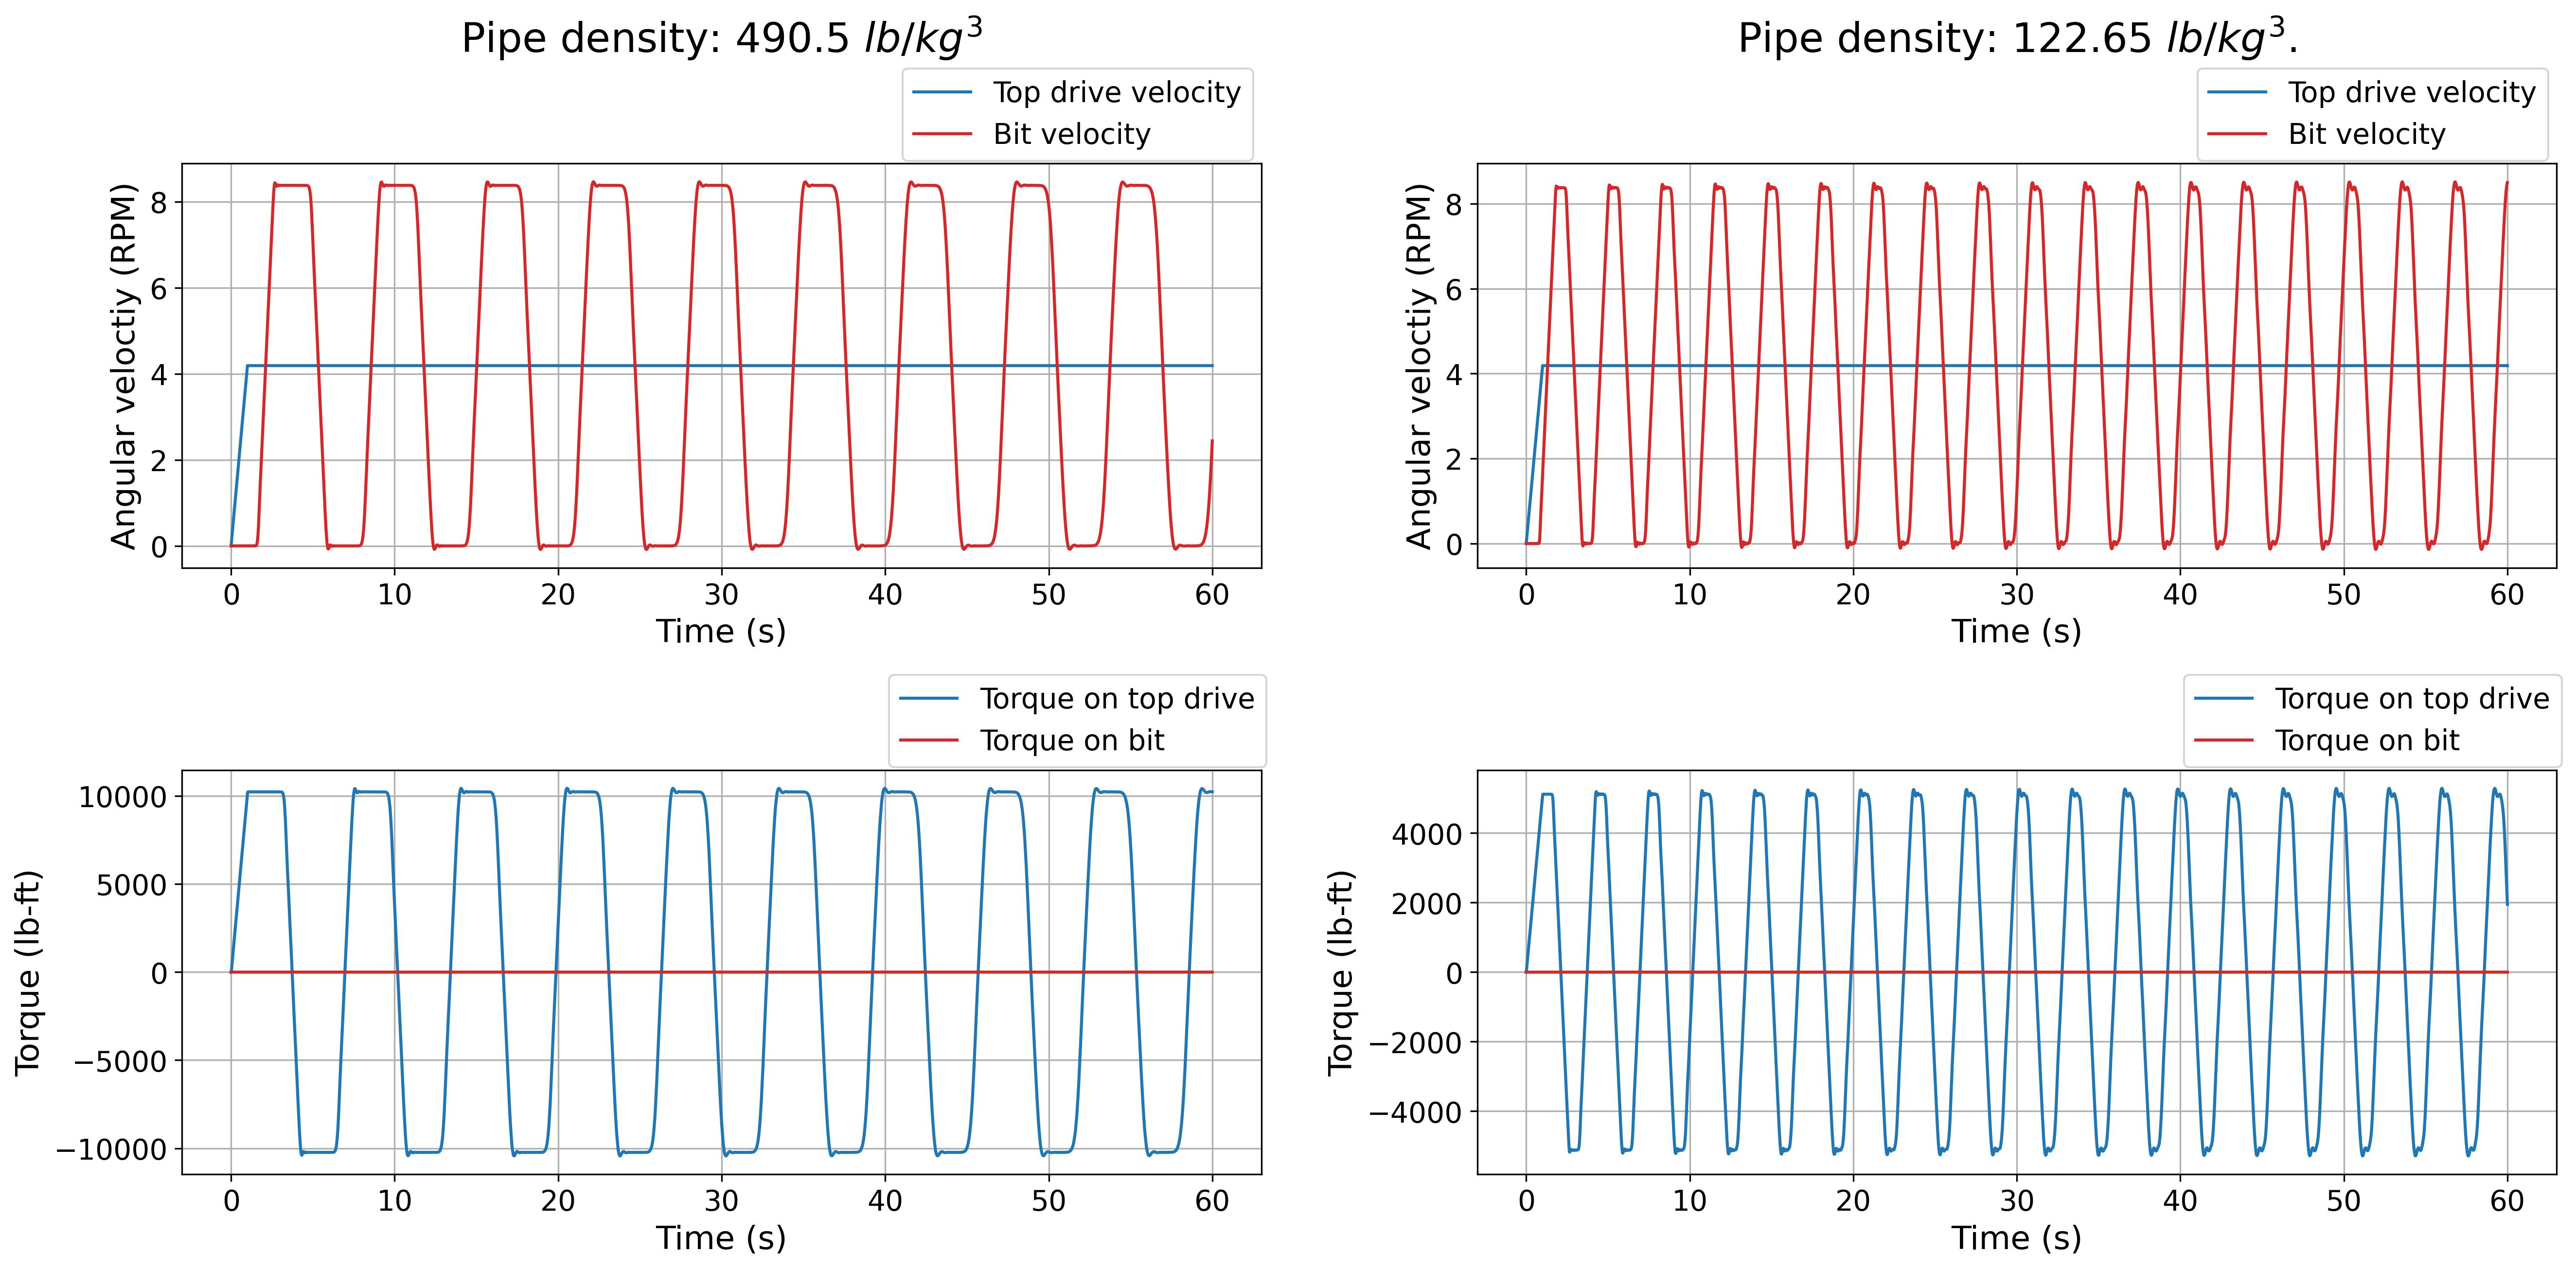 Pipe density: 490.5 lb/kg³
Top drive velocity
Bit velocity
Angular veloctiy (RPM)
8
6
4
2
0
0 10 20 30 40 50 60
Time (s)
Pipe density: 122.65 lb/kg³.
Top drive velocity
Bit velocity
Angular veloctiy (RPM)
8
6
4
2
0
0 10 20 30 40 50 60
Time (s)
Torque on top drive
Torque on bit
Torque (lb-ft)
10000
5000
0
−5000
−10000
0 10 20 30 40 50 60
Time (s)
Torque on top drive
Torque on bit
Torque (lb-ft)
4000
2000
0
−2000
−4000
0 10 20 30 40 50 60
Time (s)